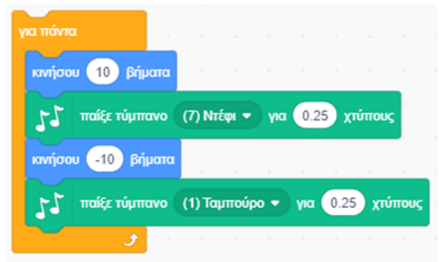 για πάντα
κινήσου 10 βήματα
παίξε τύμπανο (7) Ντέφι για 0.25 χτύπους
κινήσου -10 βήματα
παίξε τύμπανο (1) Ταμπούρο για 0.25 χτύπους